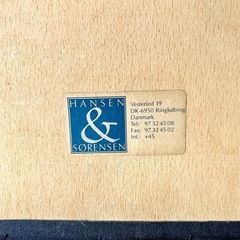 HANSEN
&
SØRENSEN
Vesterled 19
DK-6950 Ringkøbing
Danmark
Tel.: 97 32 45 08
Fax: 97 32 45 02
Int.: +45